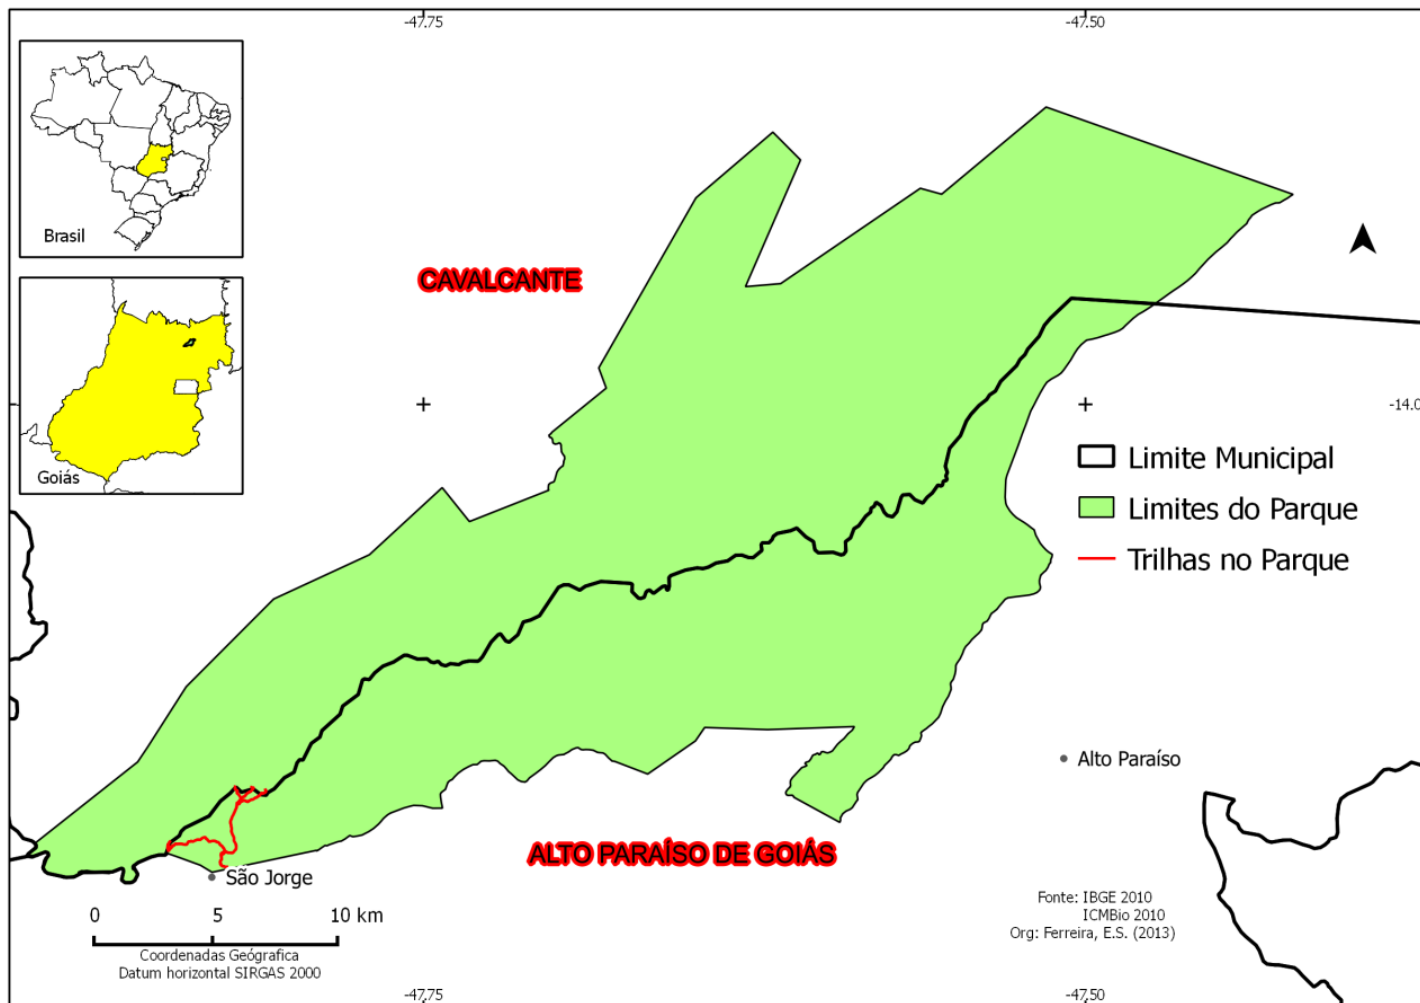 -47.75
-47.50
Brasil
CAVALCANTE
Goiás
-14.0
Limite Municipal
Limites do Parque
Trilhas no Parque
Alto Paraíso
ALTO PARAÍSO DE GOIÁS
São Jorge
0 5 10 km
Coordenadas Geográfica
Datum horizontal SIRGAS 2000
Fonte: IBGE 2010
ICMBio 2010
Org: Ferreira, E.S. (2013)
-47.75
-47.50